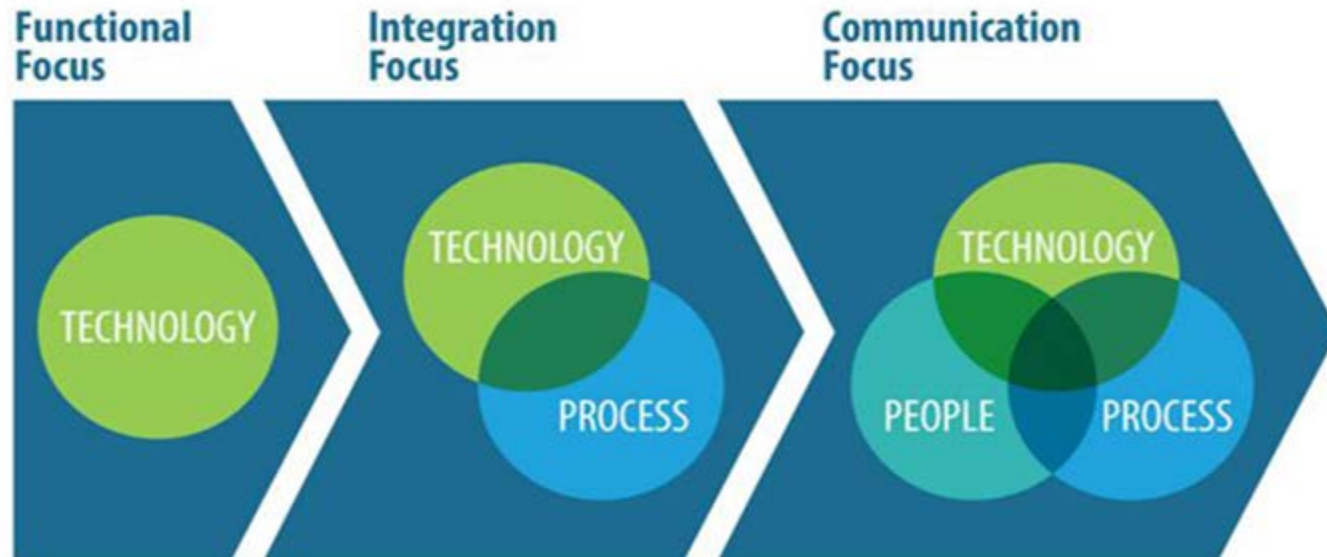 Functional
Focus
Integration
Focus
Communication
Focus
TECHNOLOGY
TECHNOLOGY
PROCESS
TECHNOLOGY
PEOPLE
PROCESS